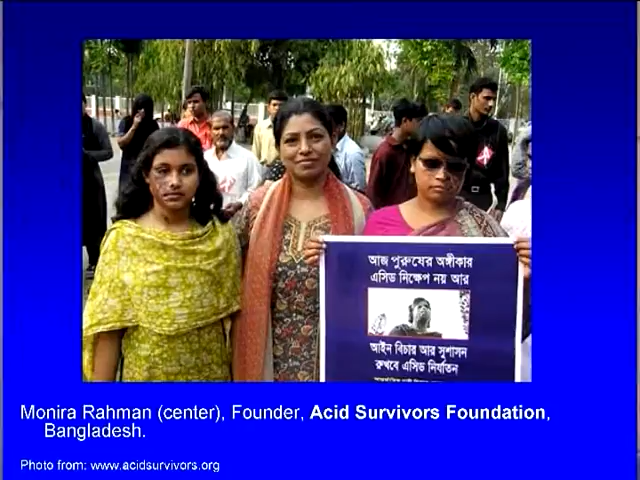 আজ পুরুষের অঙ্গীকার
এসিড নিক্ষেপ নয় আর
আইন বিচার আর সুশাসন
রুখবে এসিড নির্যাতন
Monira Rahman (center), Founder, Acid Survivors Foundation,
Bangladesh.
Photo from: www.acidsurvivors.org